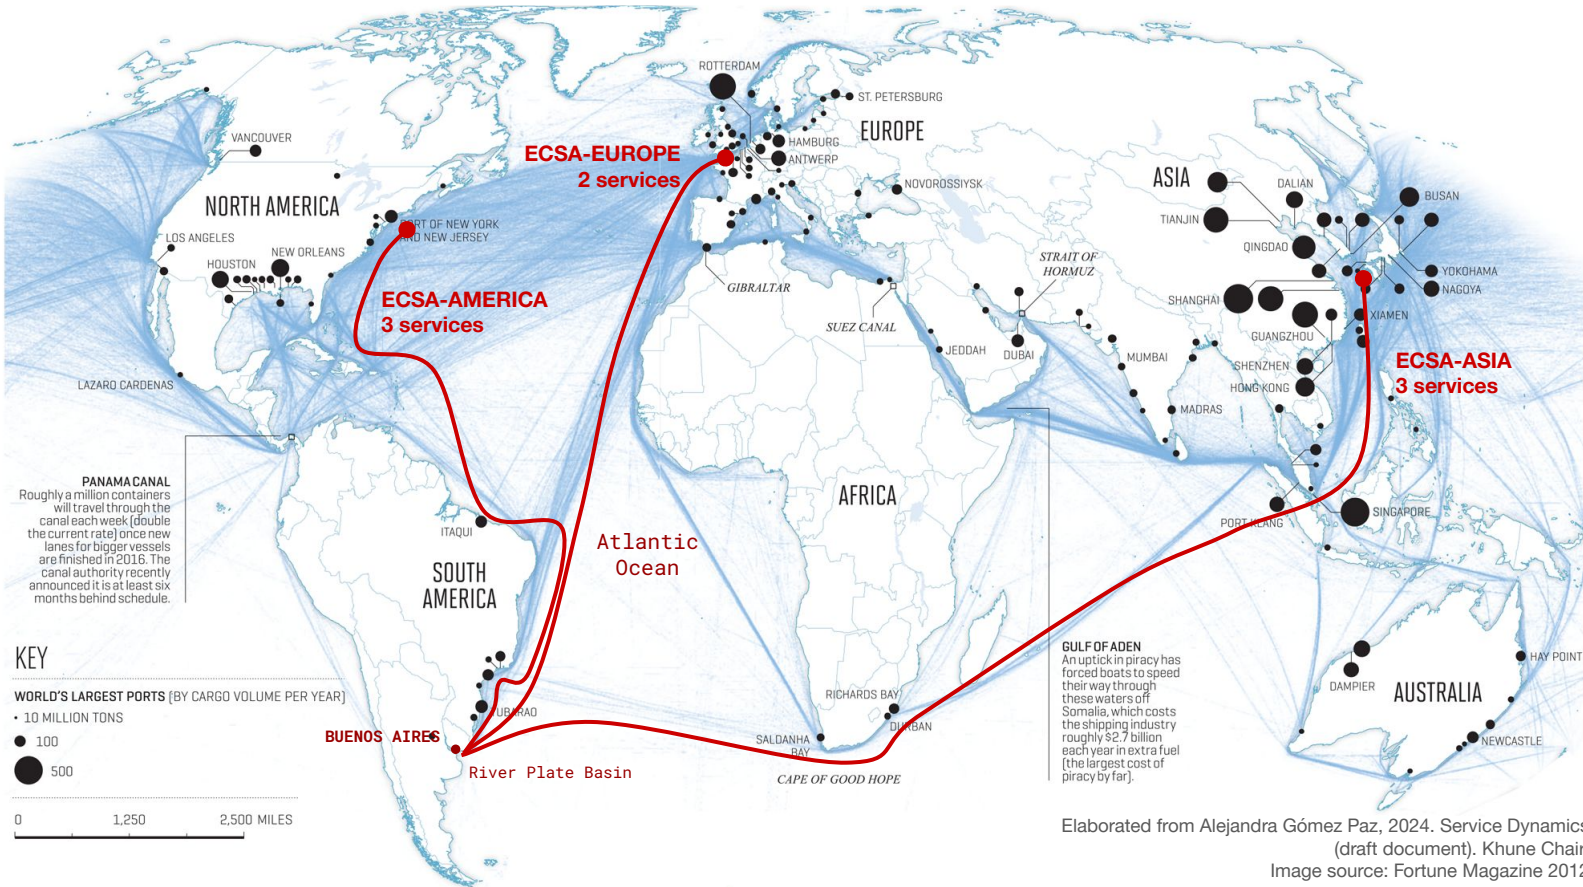 ROTTERDAM
ST. PETERSBURG
EUROPE
VANCOUVER
HAMBURG
ANTWERP
ECSA-EUROPE
2 services
NOVOROSSIYSK
ASIA
DALIAN
BUSAN
TIANJIN
QINGDAO
NORTH AMERICA
PORT OF NEW YORK
AND NEW JERSEY
LOS ANGELES
NEW ORLEANS
HOUSTON
GIBRALTAR
STRAIT OF
HORMUZ
YOKOHAMA
NAGOYA
SHANGHAI
ECSA-AMERICA
3 services
SUEZ CANAL
XIAMEN
GUANGZHOU
JEDDAH
DUBAI
MUMBAI
SHENZHEN
HONG KONG
ECSA-ASIA
3 services
LAZARO CARDENAS
MADRAS
PANAMA CANAL
Roughly a million containers
will travel through the
canal each week (double
the current rate) once new
lanes for bigger vessels
are finished in 2016. The
canal authority recently
announced it is at least six
months behind schedule.
AFRICA
ITAQUI
PORT KLANG
SINGAPORE
Atlantic
Ocean
SOUTH
AMERICA
KEY
WORLD'S LARGEST PORTS (BY CARGO VOLUME PER YEAR)
10 MILLION TONS
100
500
0 1,250 2,500 MILES
TUBARAO
BUENOS AIRES
River Plate Basin
RICHARDS BAY
DURBAN
SALDANHA
BAY
CAPE OF GOOD HOPE
GULF OF ADEN
An uptick in piracy has
forced boats to speed
their way through
these waters off
Somalia, which costs
the shipping industry
roughly $2.7 billion
each year in extra fuel
(the largest cost of
piracy by far).
HAY POINT
DAMPIER
AUSTRALIA
NEWCASTLE
Elaborated from Alejandra Gómez Paz, 2024. Service Dynamics
(draft document). Khune Chair
Image source: Fortune Magazine 2012